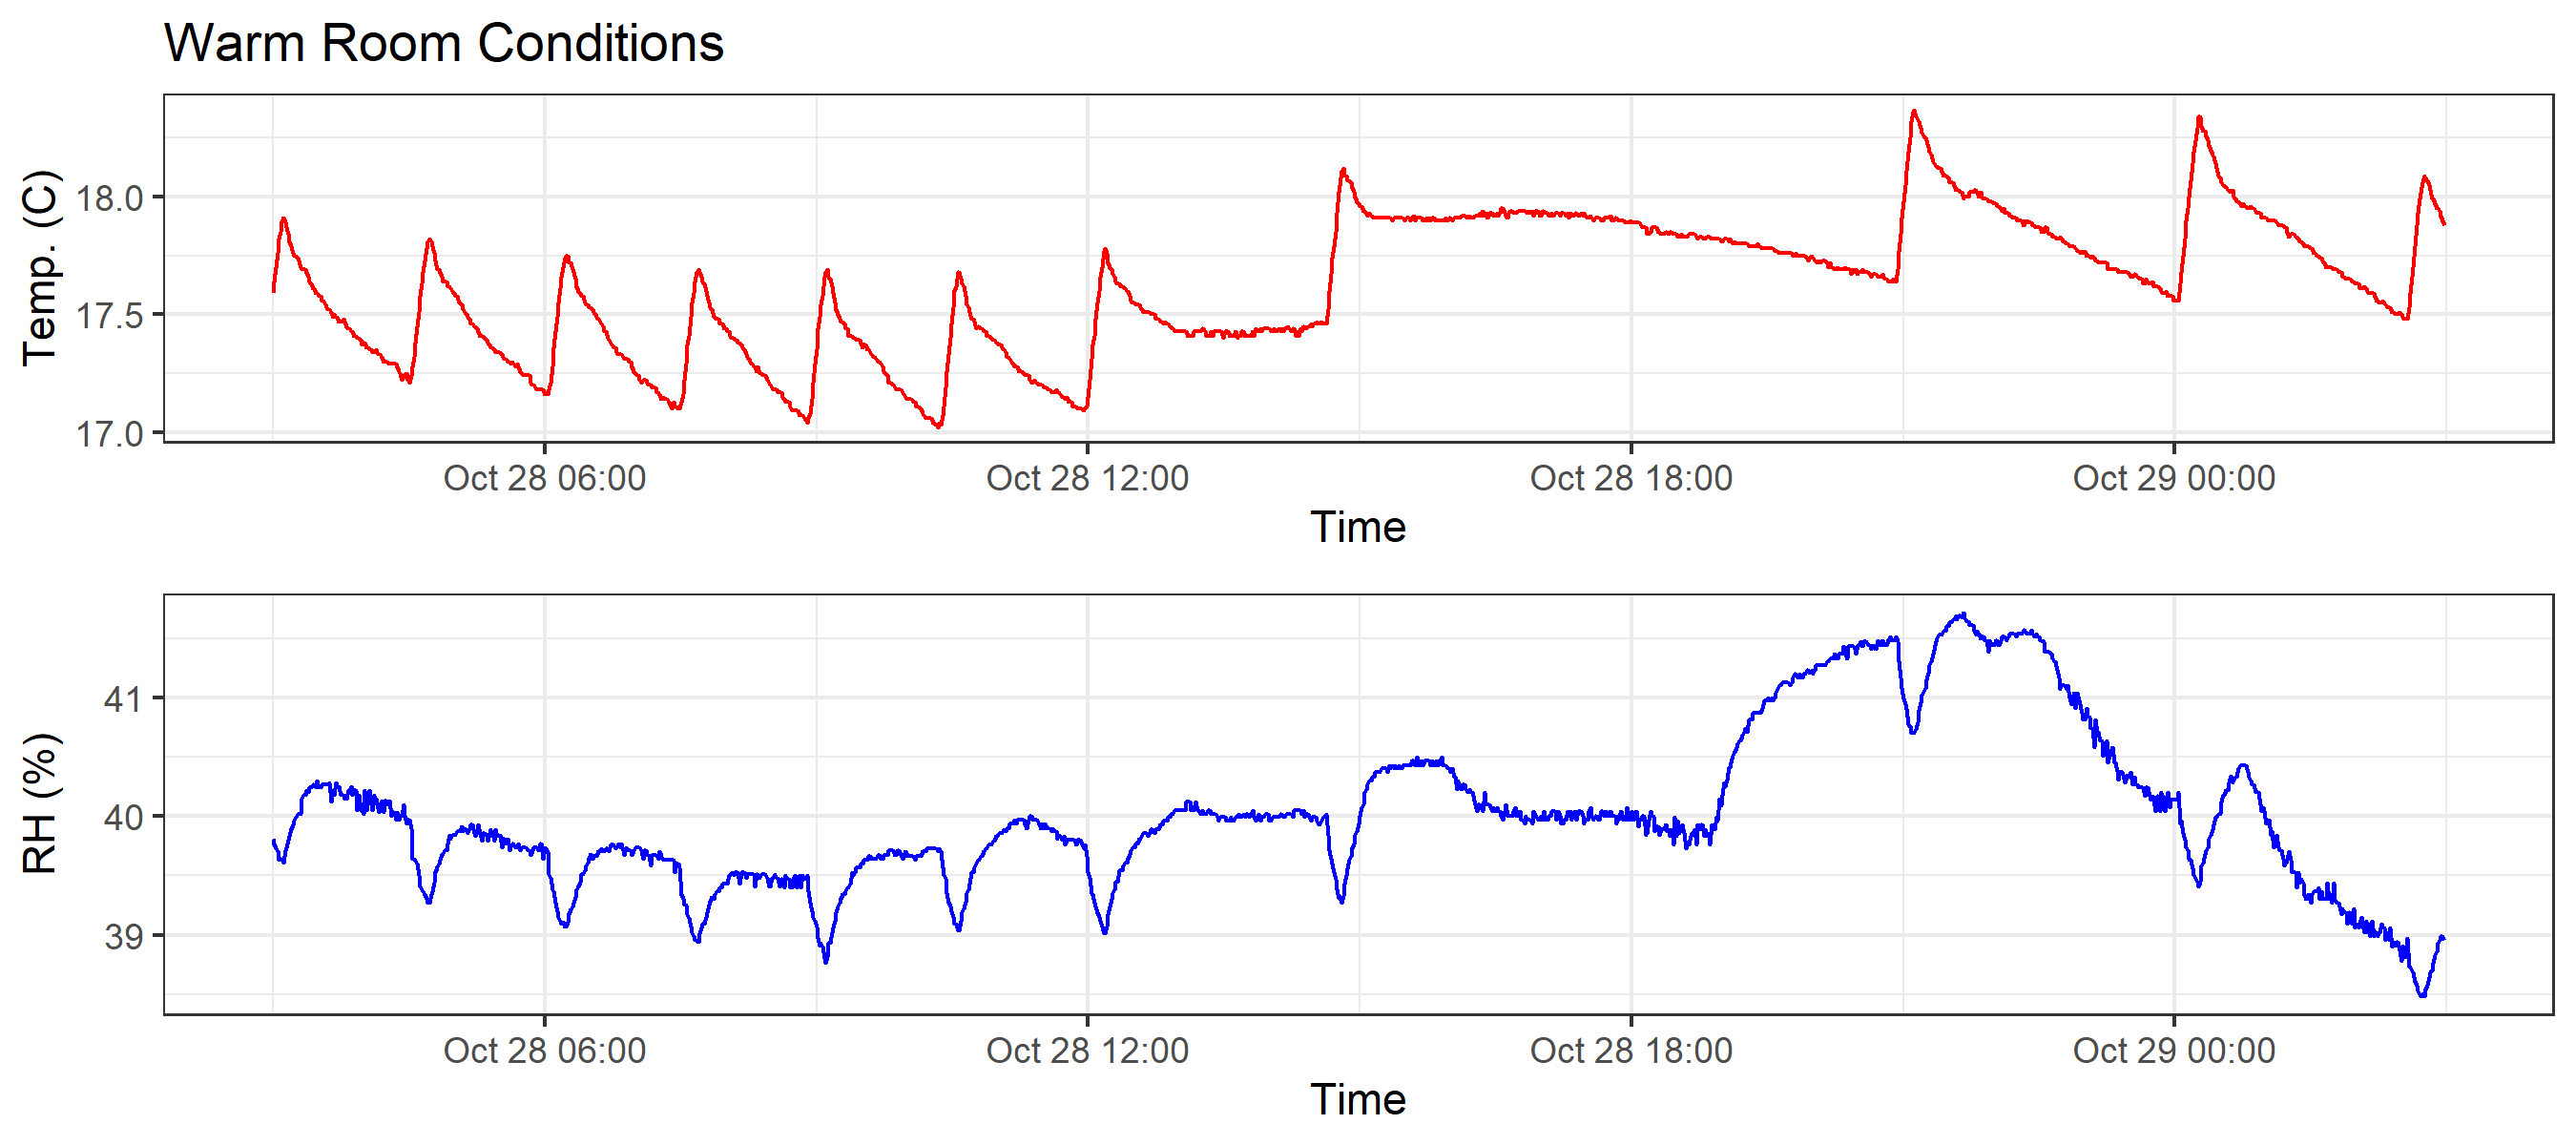 Warm Room Conditions
Temp. (C)
18.0
17.5
17.0
Oct 28 06:00 Oct 28 12:00 Oct 28 18:00 Oct 29 00:00
Time
RH (%)
41
40
39
Oct 28 06:00 Oct 28 12:00 Oct 28 18:00 Oct 29 00:00
Time